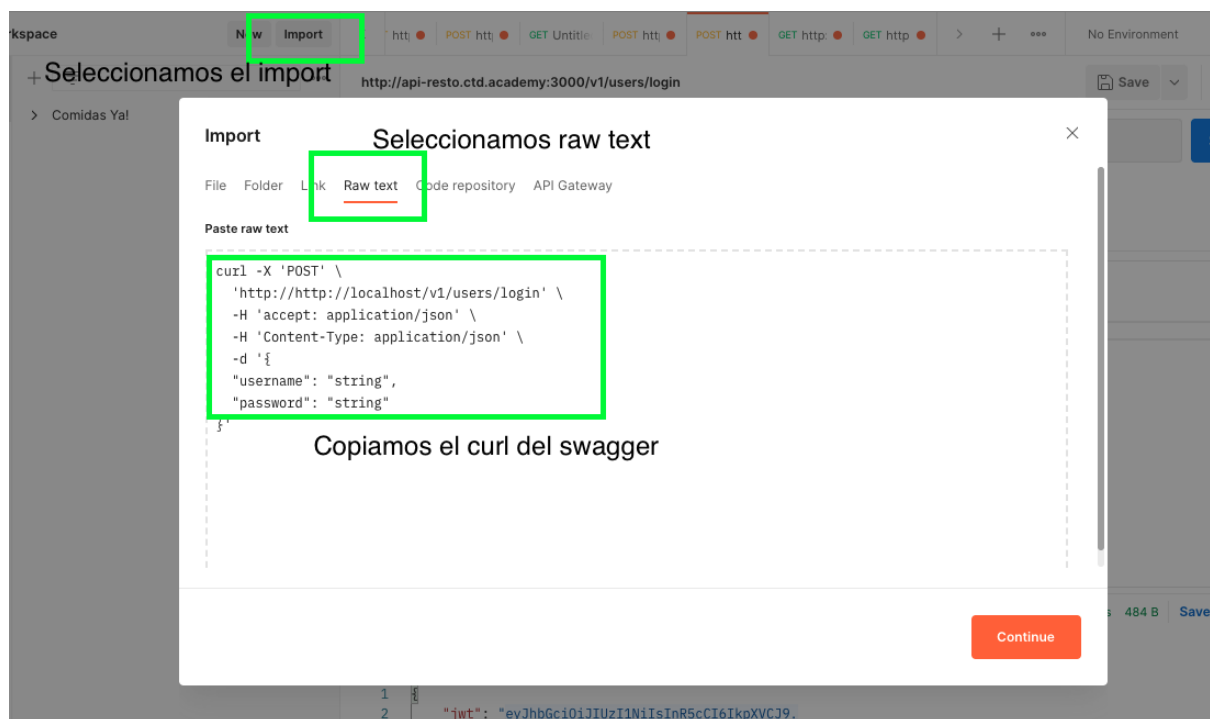 kspace
New Import
http POST http GET Untitle POST http POST htt GET http: GET http
No Environment
Seleccionamos el import
http://api-resto.ctd.academy:3000/v1/users/login
Save
Comidas Ya!
Import
Seleccionamos raw text
File Folder Link Raw text Code repository API Gateway
Paste raw text
curl -X 'POST' \
'http://http://localhost/v1/users/login' \
-H 'accept: application/json' \
-H 'Content-Type: application/json' \
-d '{
"username": "string",
"password": "string"
}'
Copiamos el curl del swagger
484 B Save
Continue
1 {
2 "jwt": "eyJhbGciOiJIUzI1NiIsInR5cCI6IkpXVCJ9.